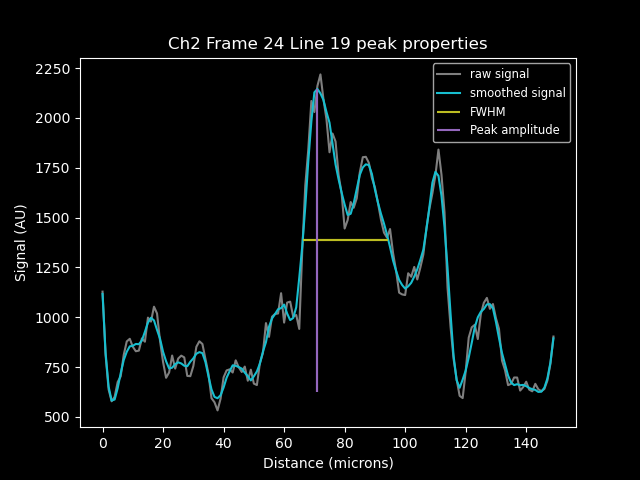 Ch2 Frame 24 Line 19 peak properties
raw signal
smoothed signal
FWHM
Peak amplitude
Signal (AU)
2250
2000
1750
1500
1250
1000
750
500
0 20 40 60 80 100 120 140
Distance (microns)